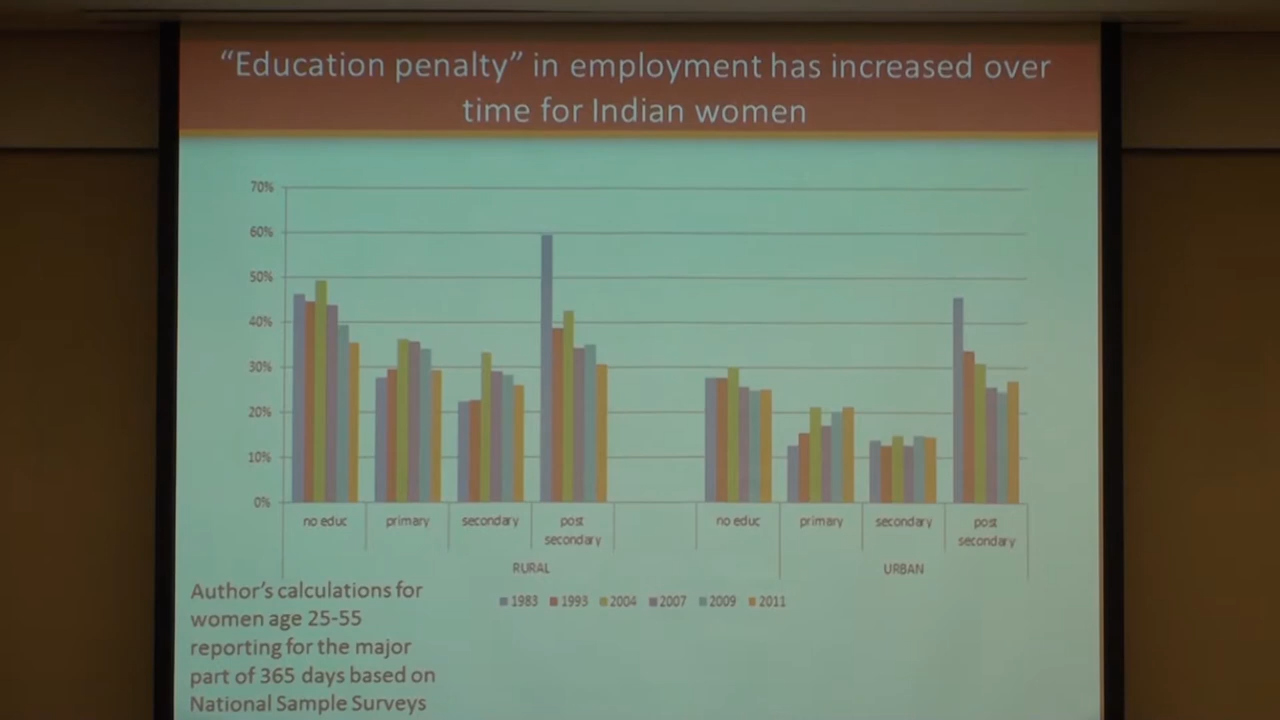 “Education penalty” in employment has increased over
time for Indian women
70%
60%
50%
40%
30%
20%
10%
0%
no educ primary secondary post secondary no educ primary secondary post secondary
RURAL URBAN
1983 1993 2004 2007 2009 2011
Author’s calculations for
women age 25-55
reporting for the major
part of 365 days based on
National Sample Surveys